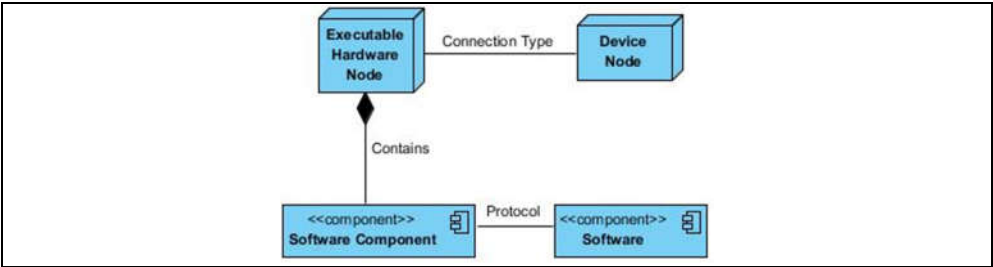 Executable
Hardware
Node
Connection Type
Device
Node
Contains
<<component>>
Software Component
Protocol
<<component>>
Software